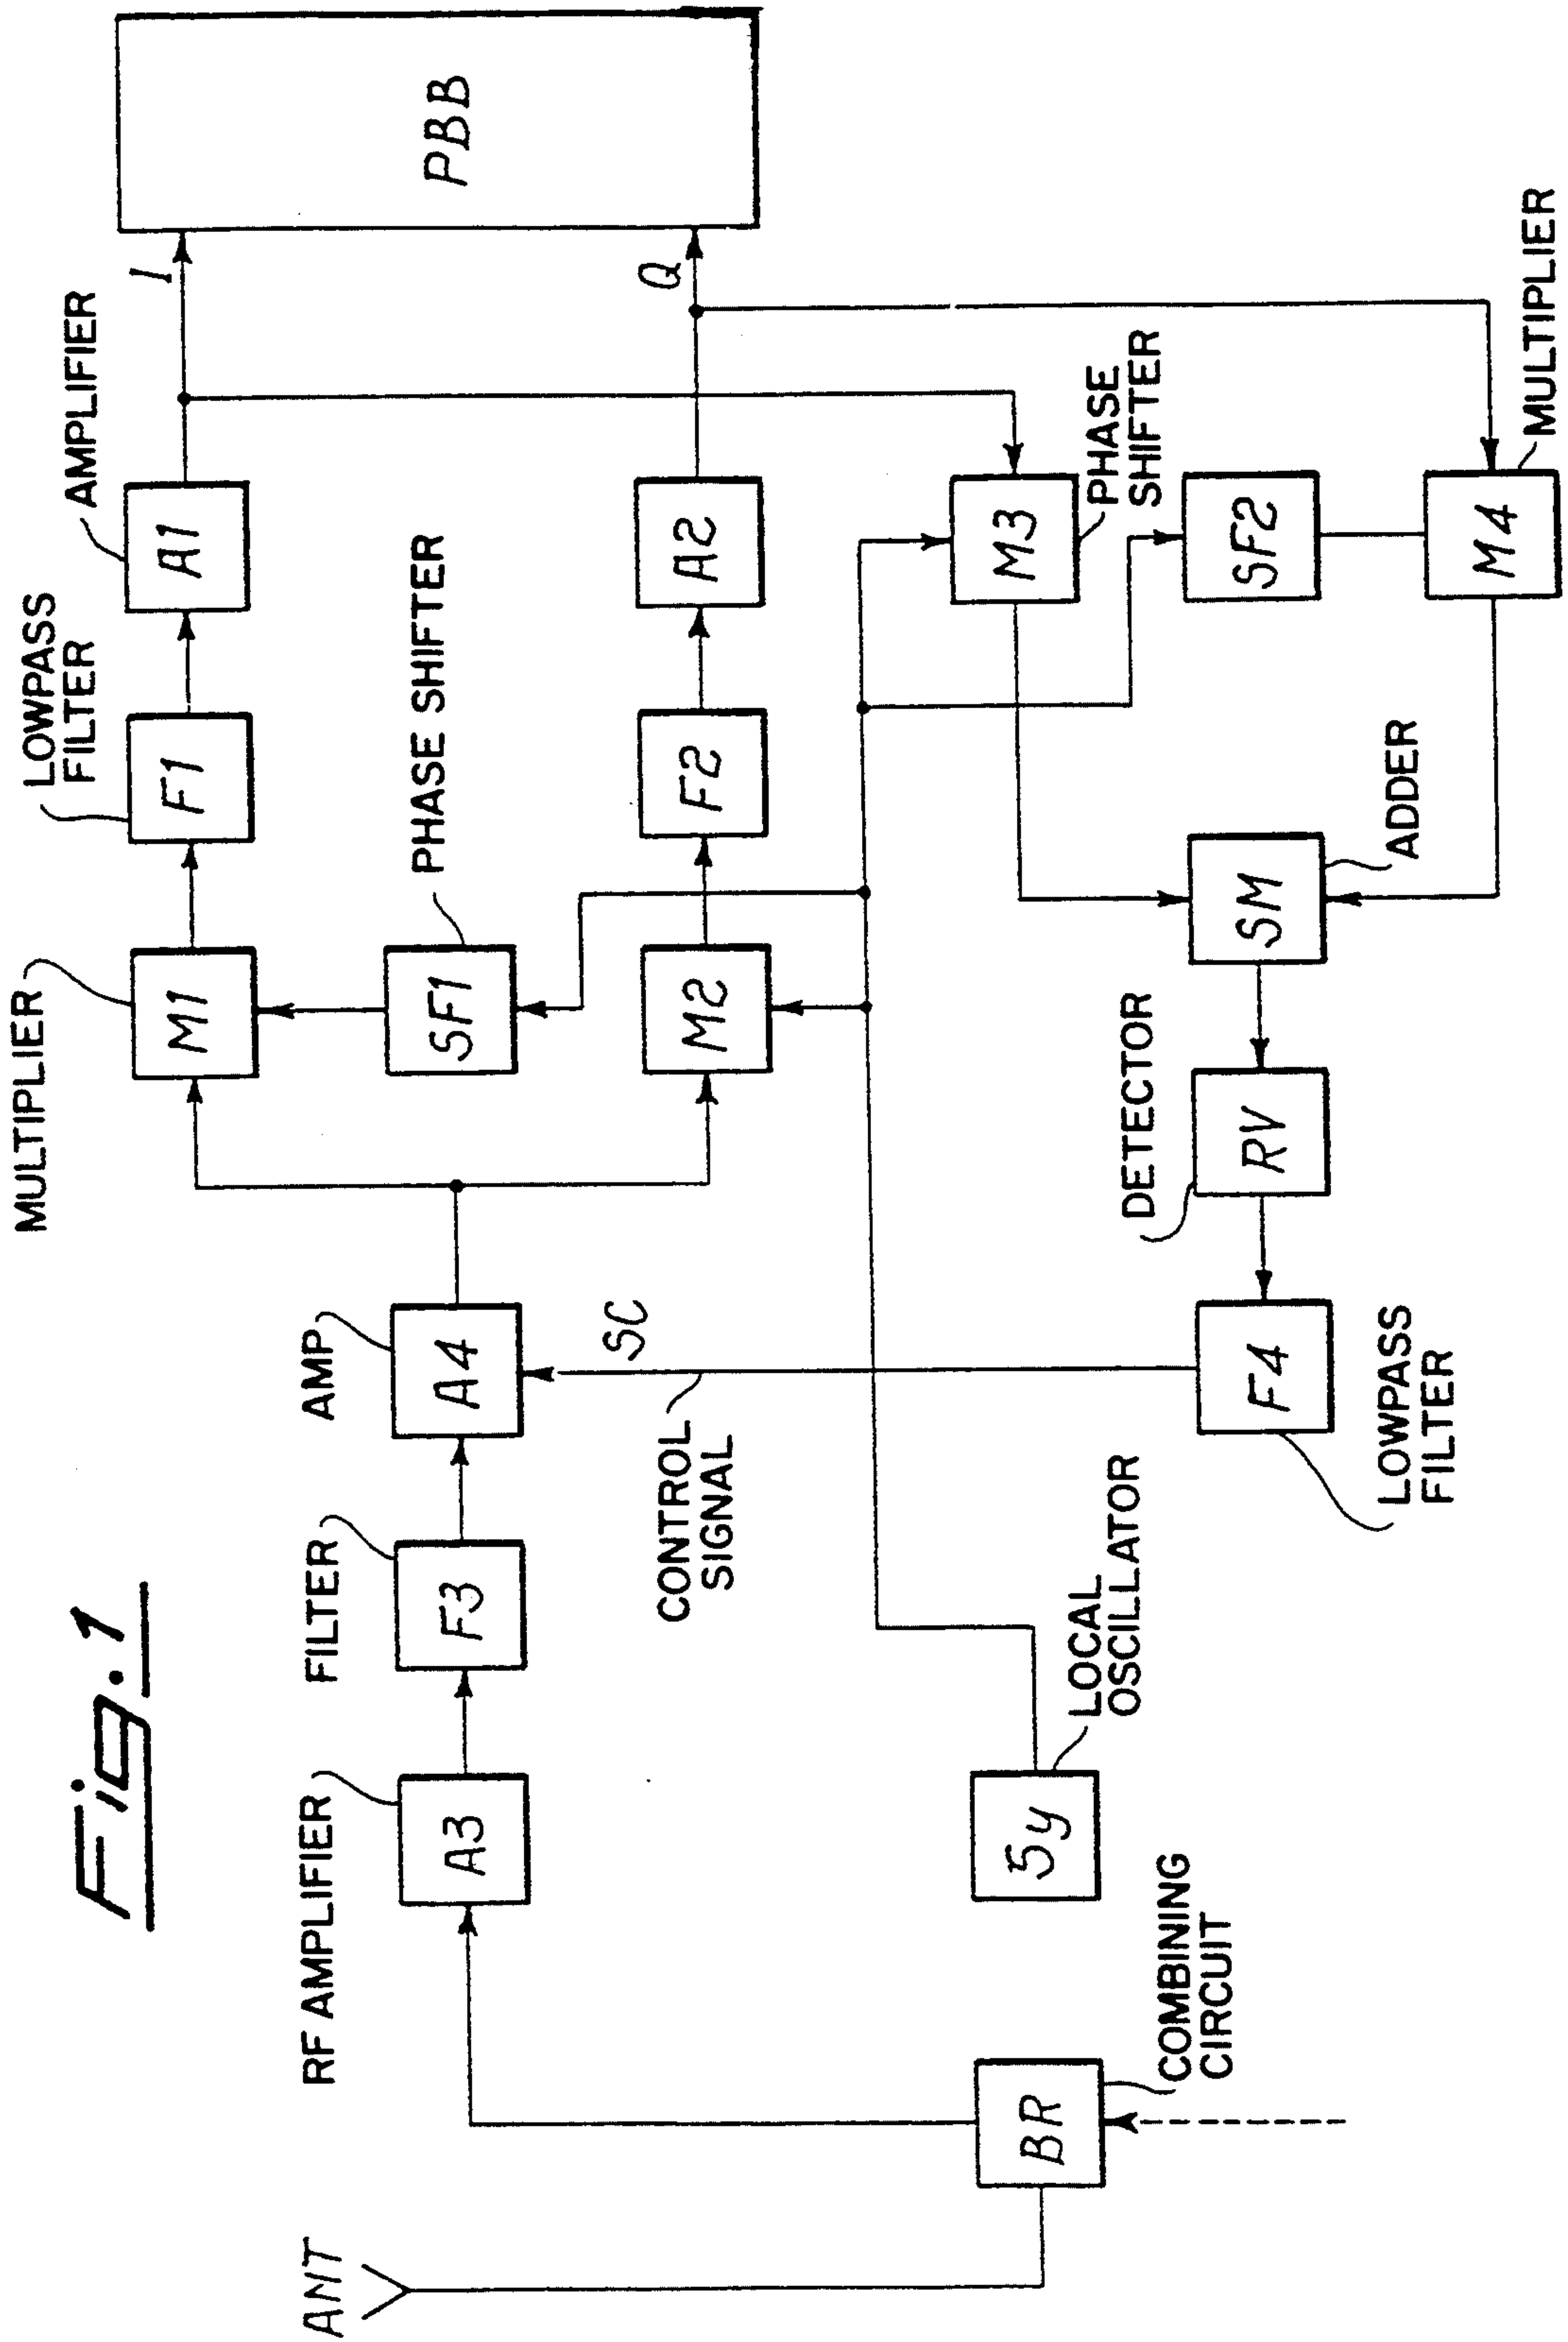 Fig. 1
ANT
BR
COMBINING
CIRCUIT
RF AMPLIFIER
A3
FILTER
F3
AMP
A4
CONTROL
SIGNAL
SC
5y
LOCAL
OSCILLATOR
MULTIPLIER
M1
LOWPASS
FILTER
F1
AMPLIFIER
A1
I
PHASE SHIFTER
SF1
M2
F2
A2
Q
PBB
M3
PHASE
SHIFTER
SF2
M4
MULTIPLIER
SM
ADDER
DETECTOR
RV
F4
LOWPASS
FILTER